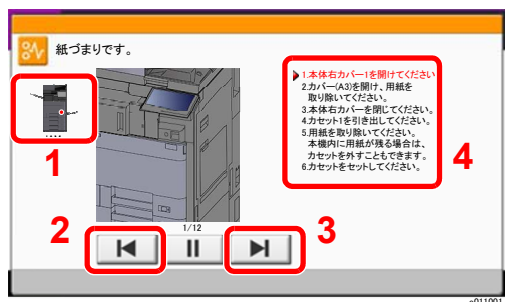 紙づまりです。
1.本体右カバー1を開けてください
2.カバー(A3)を開け、用紙を
取り除いてください。
3.本体右カバーを閉じてください。
4.カセット1を引き出してください。
5.用紙を取り除いてください。
本機内に用紙が残る場合は、
カセットを外すこともできます。
6.カセットをセットしてください。
1
4
2
1/12
3
e011001